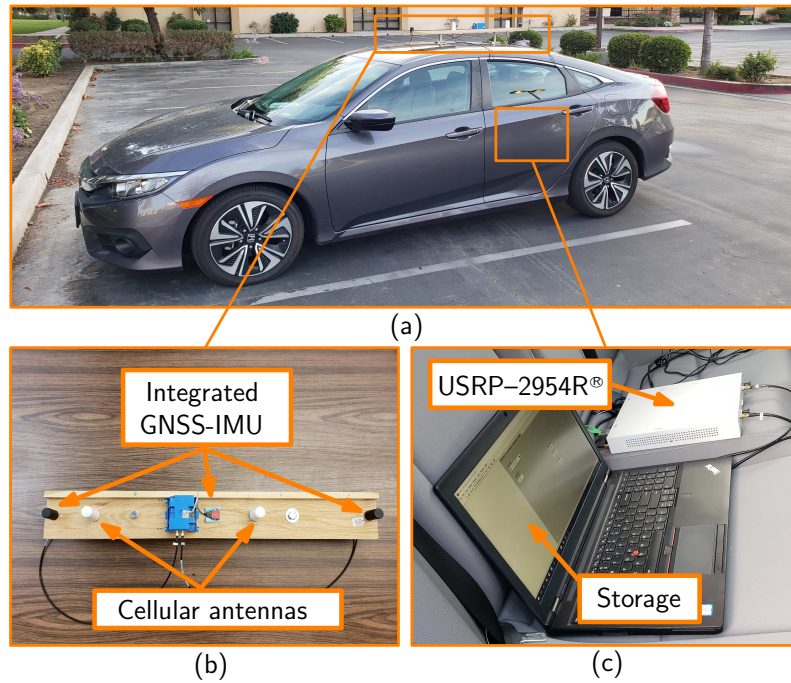 (a)
Integrated
GNSS-IMU
Cellular antennas
(b)
USRP–2954R®
Storage
(c)